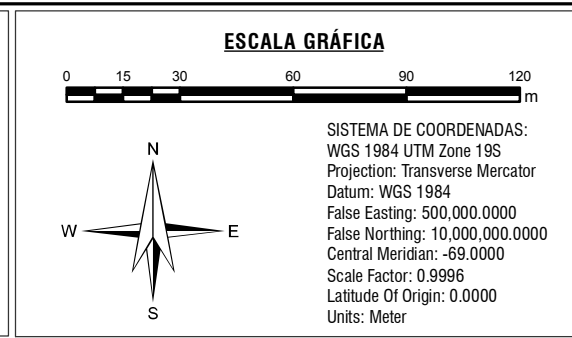 ESCALA GRÁFICA
0 15 30 60 90 120
m
N
W E
S
SISTEMA DE COORDENADAS:
WGS 1984 UTM Zone 19S
Projection: Transverse Mercator
Datum: WGS 1984
False Easting: 500,000.0000
False Northing: 10,000,000.0000
Central Meridian: -69.0000
Scale Factor: 0.9996
Latitude Of Origin: 0.0000
Units: Meter